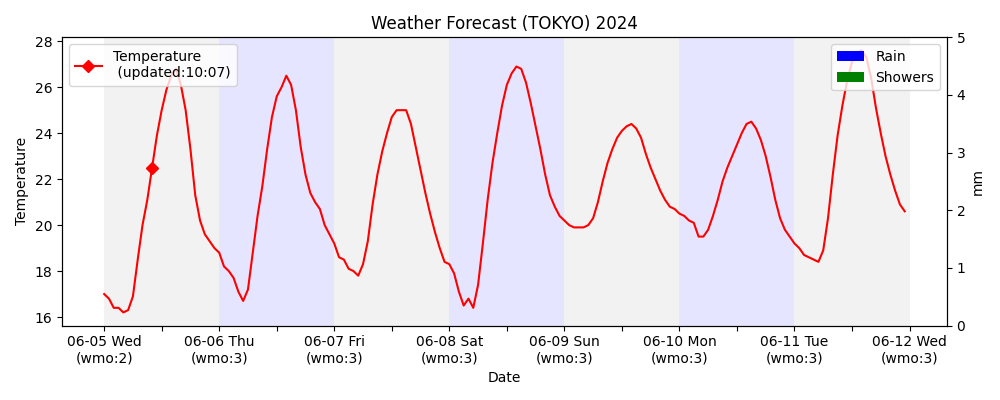 Weather Forecast (TOKYO) 2024
Temperature
(updated:10:07)
Rain
Showers
28
26
24
22
20
18
16
Temperature
5
4
3
2
1
0
mm
06-05 Wed 06-06 Thu 06-07 Fri 06-08 Sat 06-09 Sun 06-10 Mon 06-11 Tue 06-12 Wed
(wmo:2) (wmo:3) (wmo:3) (wmo:3) (wmo:3) (wmo:3) (wmo:3) (wmo:3)
Date